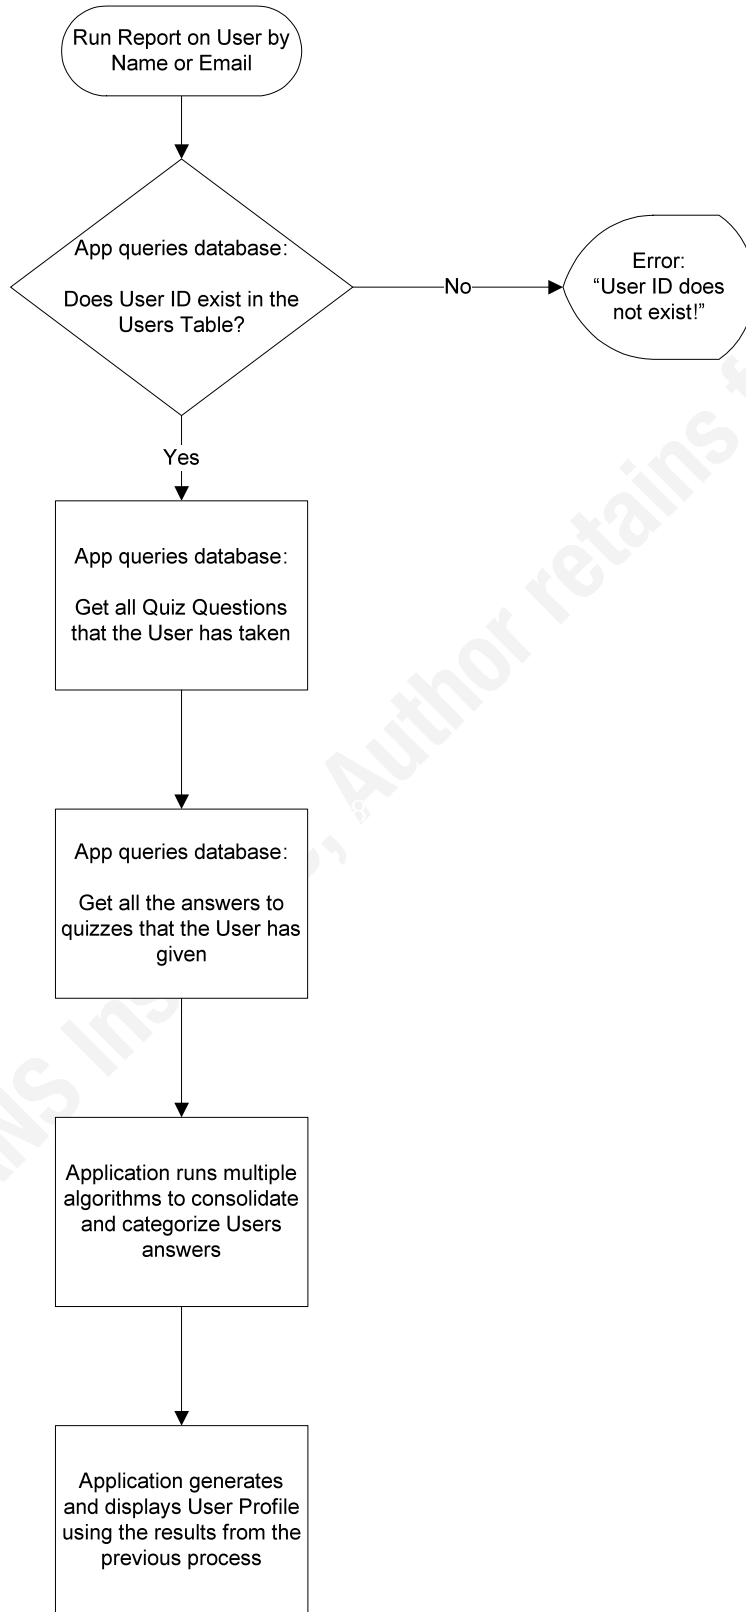 Run Report on User by
Name or Email
App queries database:
Does User ID exist in the
Users Table?
No
Error:
“User ID does
not exist!”
Yes
App queries database:
Get all Quiz Questions
that the User has taken
App queries database:
Get all the answers to
quizzes that the User has
given
Application runs multiple
algorithms to consolidate
and categorize Users
answers
Application generates
and displays User Profile
using the results from the
previous process
Author retains